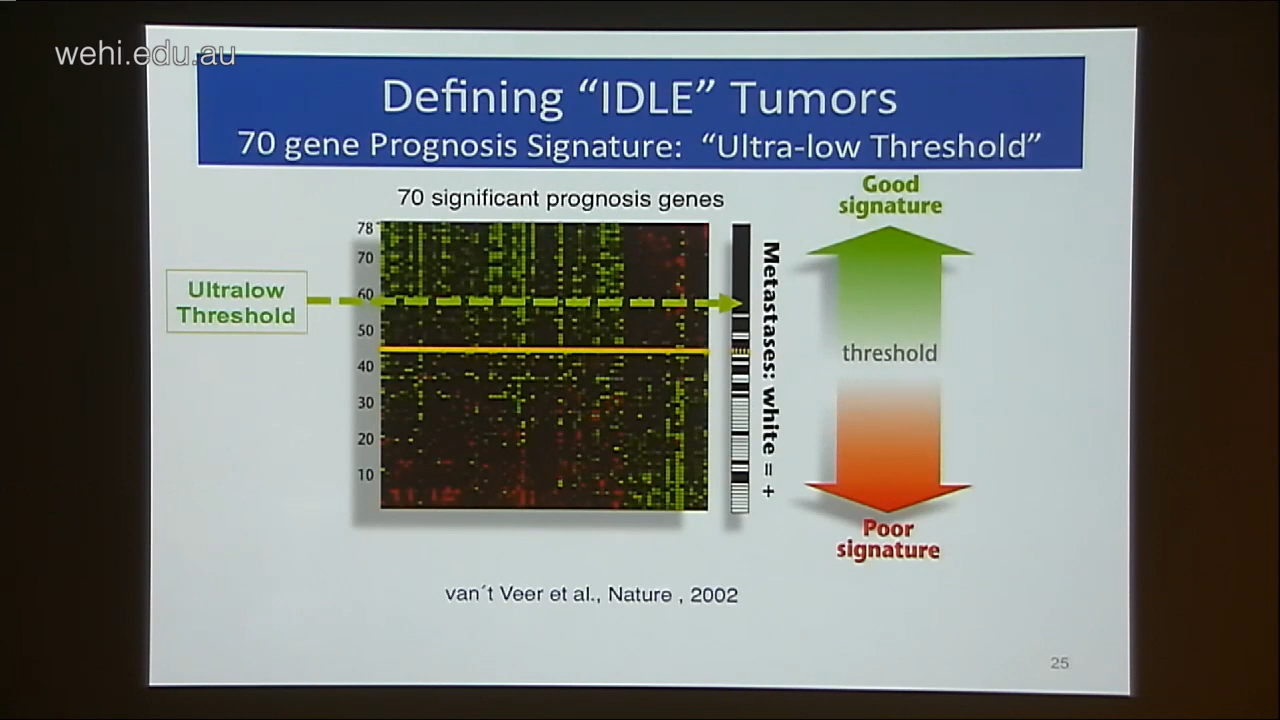 wehi.edu.au
Defining “IDLE” Tumors
70 gene Prognosis Signature: “Ultra-low Threshold”
70 significant prognosis genes
78
70
60
50
40
30
20
10
Ultralow
Threshold
Metastases: white = +
Good
signature
threshold
Poor
signature
van´t Veer et al., Nature , 2002
25